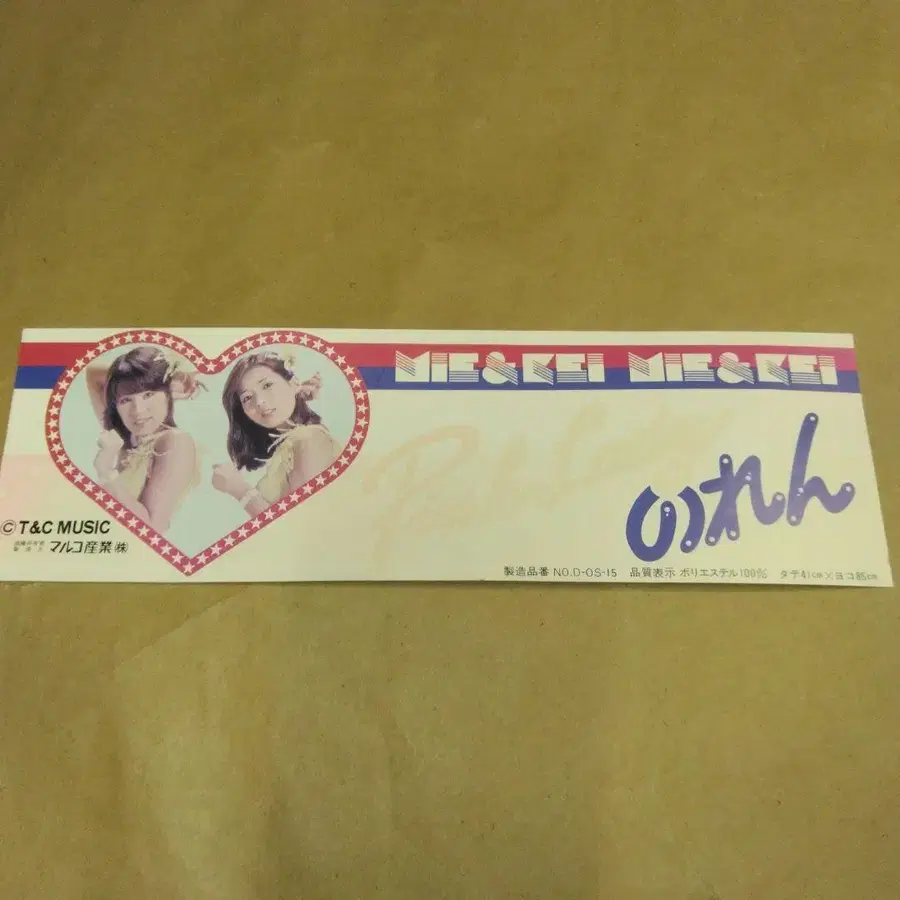 MIE & KEI MIE & KEI
のれん
© T&C MUSIC
マルコ産業㈱
製造品番 NO.D-OS-15 品質表示 ポリエステル100% タテ41cm×ヨコ85cm